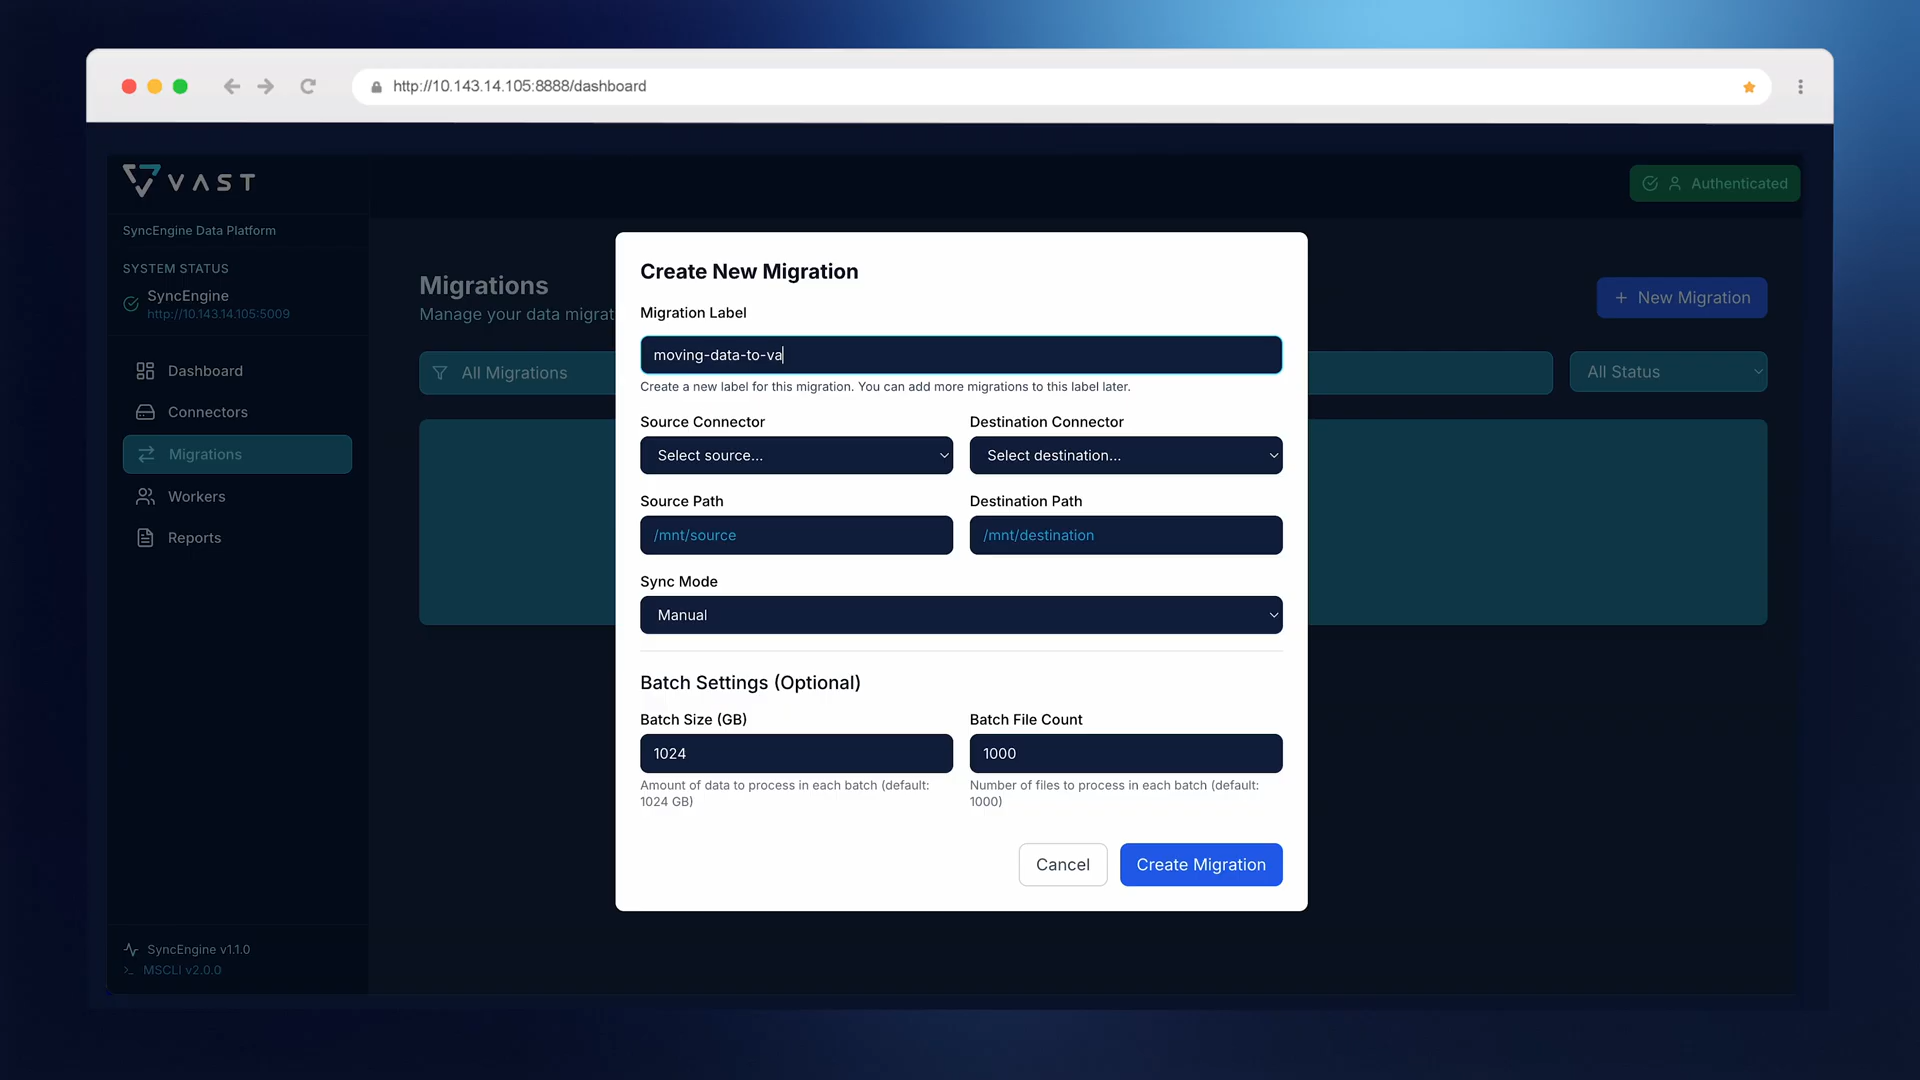 http://10.143.14.105:8888/dashboard
VAST
Authenticated
SyncEngine Data Platform
SYSTEM STATUS
SyncEngine
http://10.143.14.105:5009
Dashboard
Connectors
Migrations
Workers
Reports
SyncEngine v1.1.0
MSCLI v2.0.0
Migrations
Manage your data migrat
New Migration
All Migrations
All Status
Create New Migration
Migration Label
moving-data-to-va
Create a new label for this migration. You can add more migrations to this label later.
Source Connector
Destination Connector
Select source...
Select destination...
Source Path
Destination Path
/mnt/source
/mnt/destination
Sync Mode
Manual
Batch Settings (Optional)
Batch Size (GB)
Batch File Count
1024
1000
Amount of data to process in each batch (default:
1024 GB)
Number of files to process in each batch (default:
1000)
Cancel
Create Migration